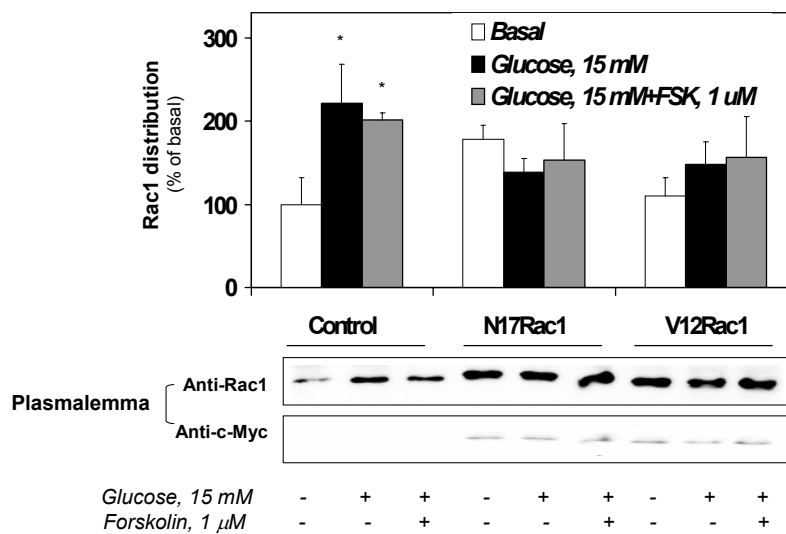 300
200
100
0
Rac1 distribution
(% of basal)
*
*
Basal
Glucose, 15 mM
Glucose, 15 mM+FSK, 1 uM
Control
N17Rac1
V12Rac1
Plasmalemma
Anti-Rac1
Anti-c-Myc
Glucose, 15 mM - + + - + + - + +
Forskolin, 1 μM - - + - - + - - +